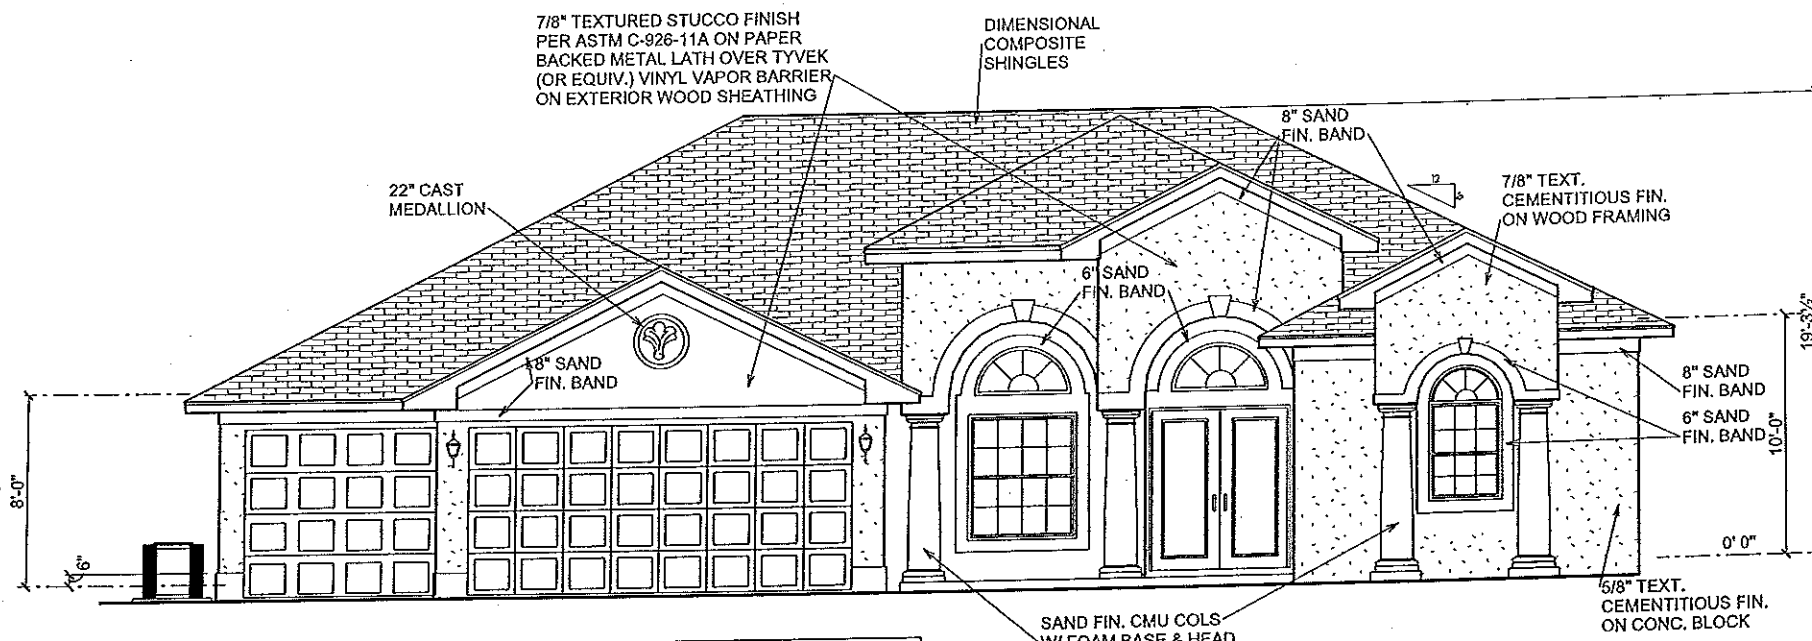 7/8" TEXTURED STUCCO FINISH
PER ASTM C-926-11A ON PAPER
BACKED METAL LATH OVER TYVEK
(OR EQUIV.) VINYL VAPOR BARRIER
ON EXTERIOR WOOD SHEATHING
DIMENSIONAL
COMPOSITE
SHINGLES
8" SAND
FIN. BAND
12
7/8" TEXT.
CEMENTITIOUS FIN.
ON WOOD FRAMING
22" CAST
MEDALLION
6" SAND
FIN. BAND
8" SAND
FIN. BAND
19'-3½"
8" SAND
FIN. BAND
6" SAND
FIN. BAND
10'-0"
8'-0"
6"
0' 0"
5/8" TEXT.
CEMENTITIOUS FIN.
ON CONC. BLOCK
SAND FIN. CMU COLS
W/ FOAM BASE & HEAD